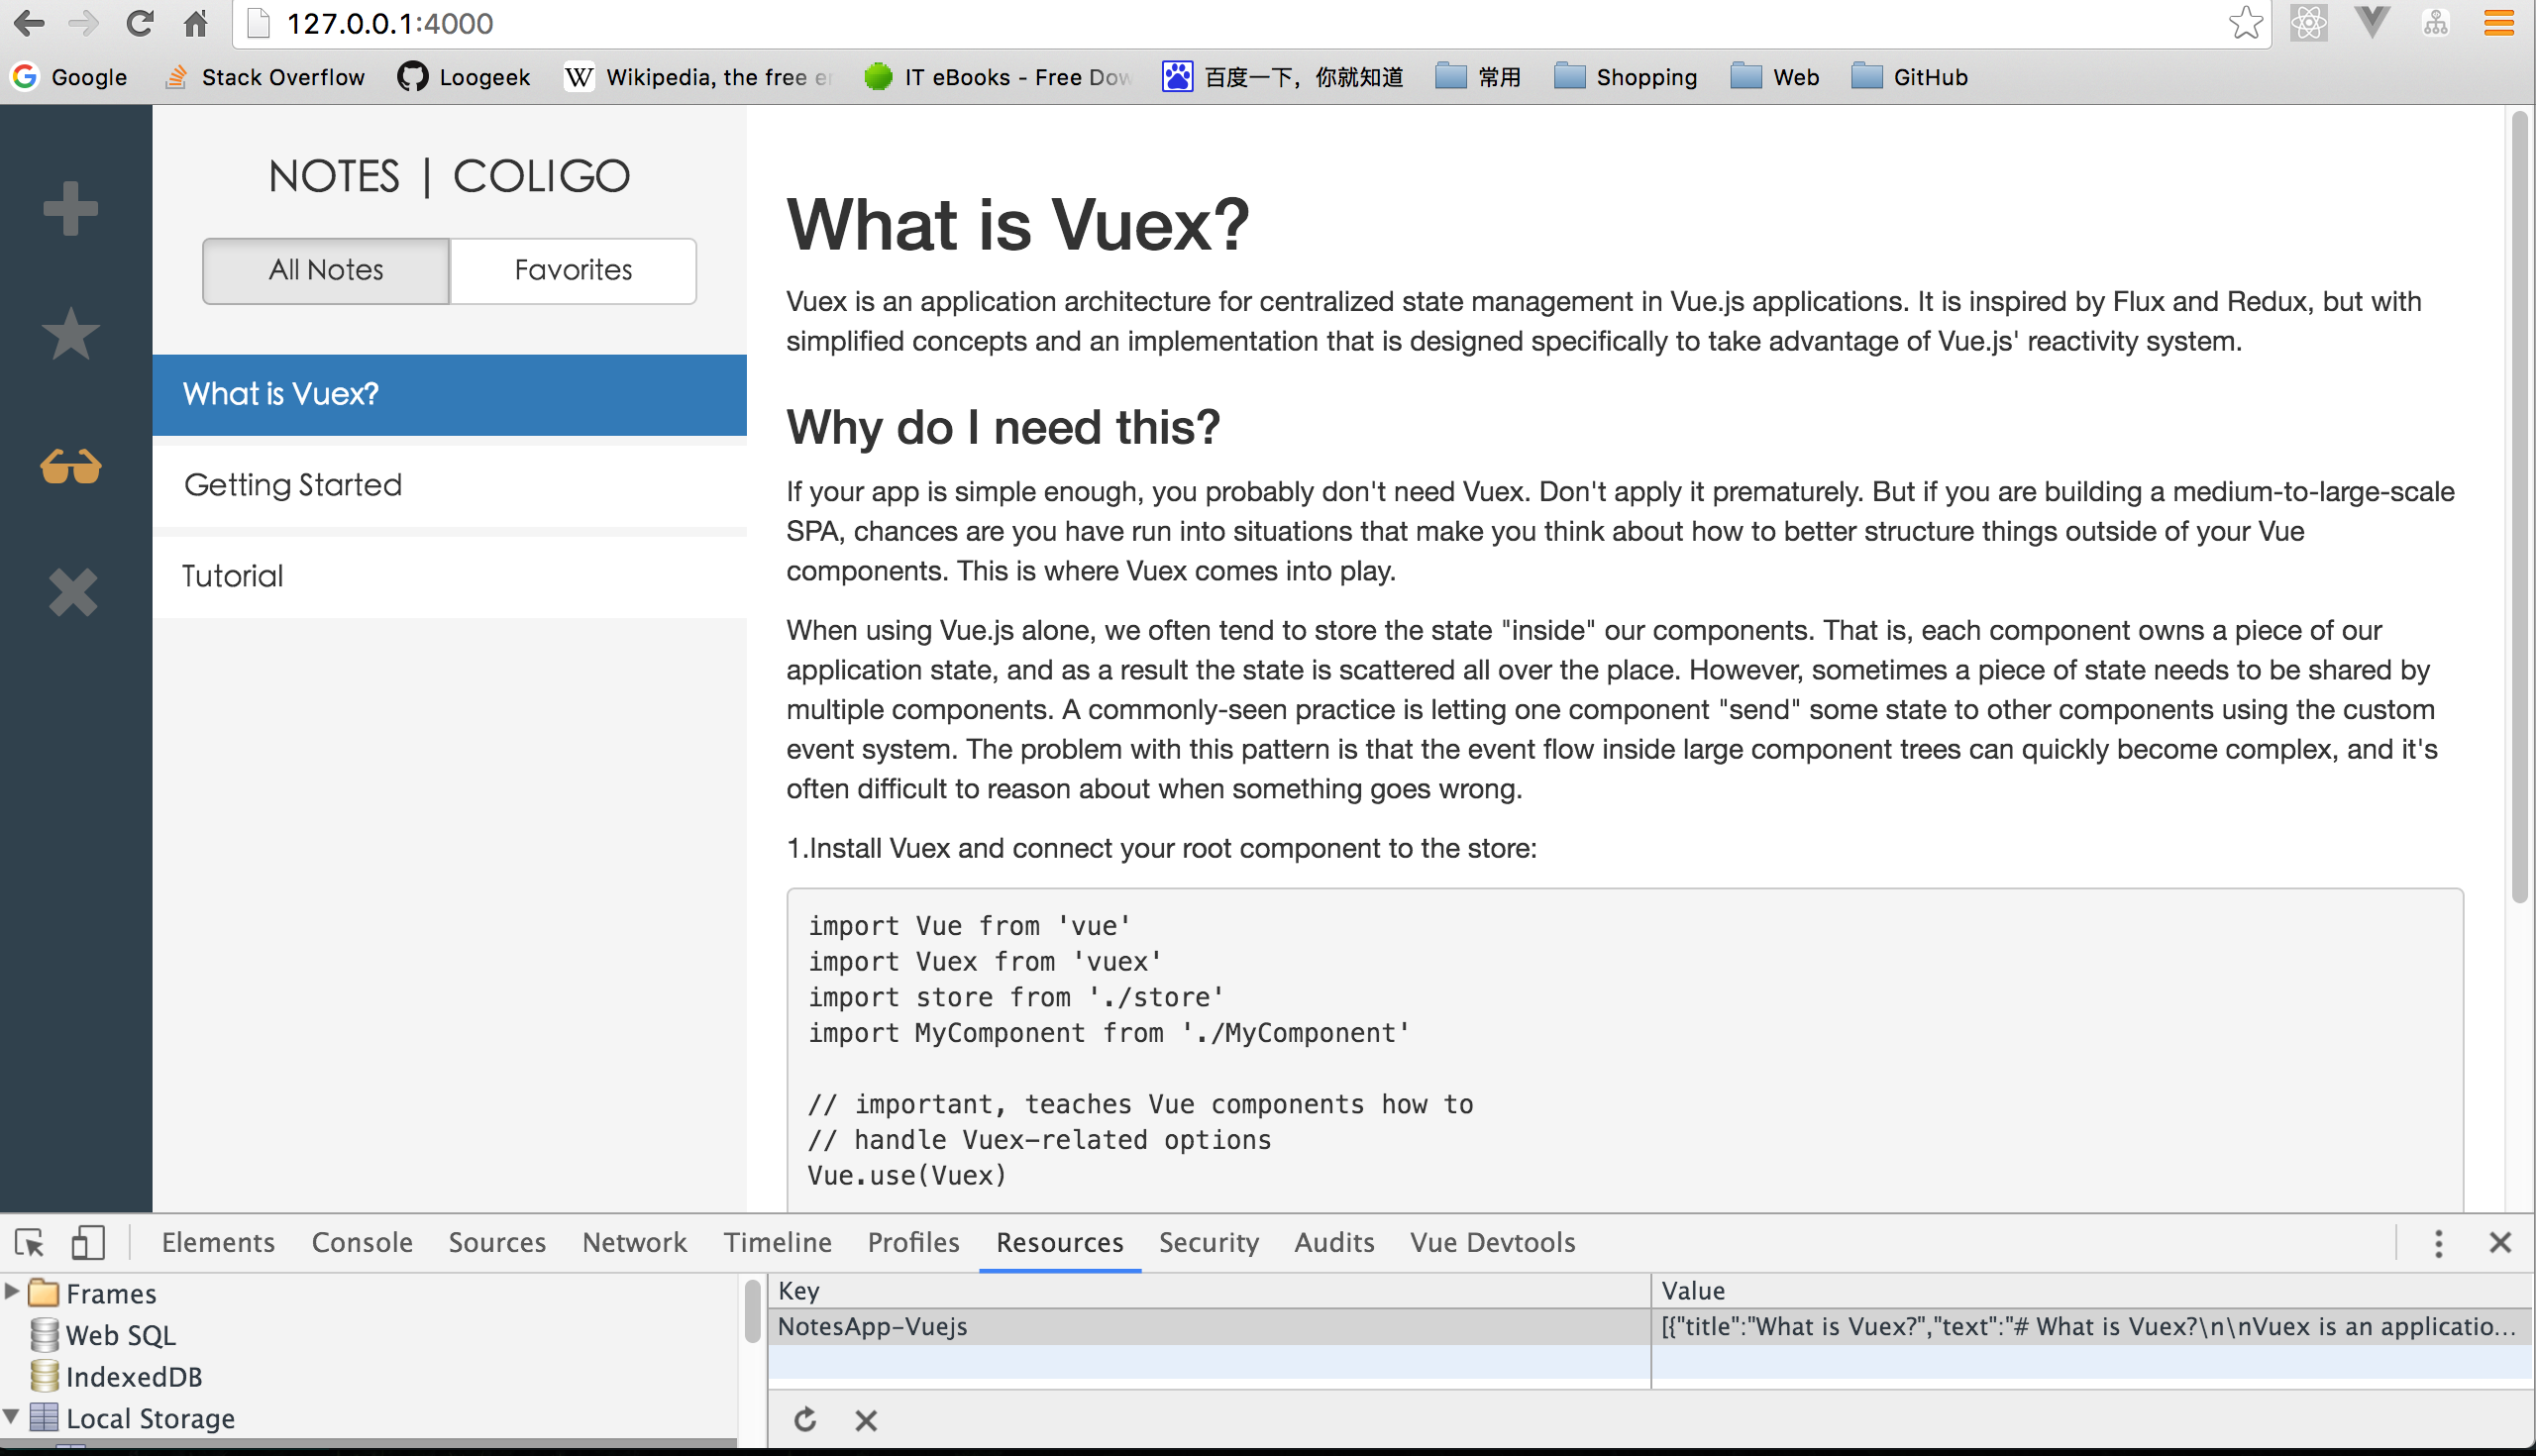 127.0.0.1:4000
Google Stack Overflow Loogeek W Wikipedia, the free IT eBooks - Free 百度一下，你就知道 常用 Shopping Web GitHub
NOTES | COLIGO
All Notes Favorites
What is Vuex?
Getting Started
Tutorial
What is Vuex?
Vuex is an application architecture for centralized state management in Vue.js applications. It is inspired by Flux and Redux, but with
simplified concepts and an implementation that is designed specifically to take advantage of Vue.js' reactivity system.
Why do I need this?
If your app is simple enough, you probably don't need Vuex. Don't apply it prematurely. But if you are building a medium-to-large-scale
SPA, chances are you have run into situations that make you think about how to better structure things outside of your Vue
components. This is where Vuex comes into play.
When using Vue.js alone, we often tend to store the state "inside" our components. That is, each component owns a piece of our
application state, and as a result the state is scattered all over the place. However, sometimes a piece of state needs to be shared by
multiple components. A commonly-seen practice is letting one component "send" some state to other components using the custom
event system. The problem with this pattern is that the event flow inside large component trees can quickly become complex, and it's
often difficult to reason about when something goes wrong.
1.Install Vuex and connect your root component to the store:
import Vue from 'vue'
import Vuex from 'vuex'
import store from './store'
import MyComponent from './MyComponent'
// important, teaches Vue components how to
// handle Vuex-related options
Vue.use(Vuex)
Elements Console Sources Network Timeline Profiles Resources Security Audits Vue Devtools
Frames
Web SQL
IndexedDB
Local Storage
Key Value
NotesApp-Vuejs [{"title":"What is Vuex?","text":"# What is Vuex?\n\nVuex is an applicatio...